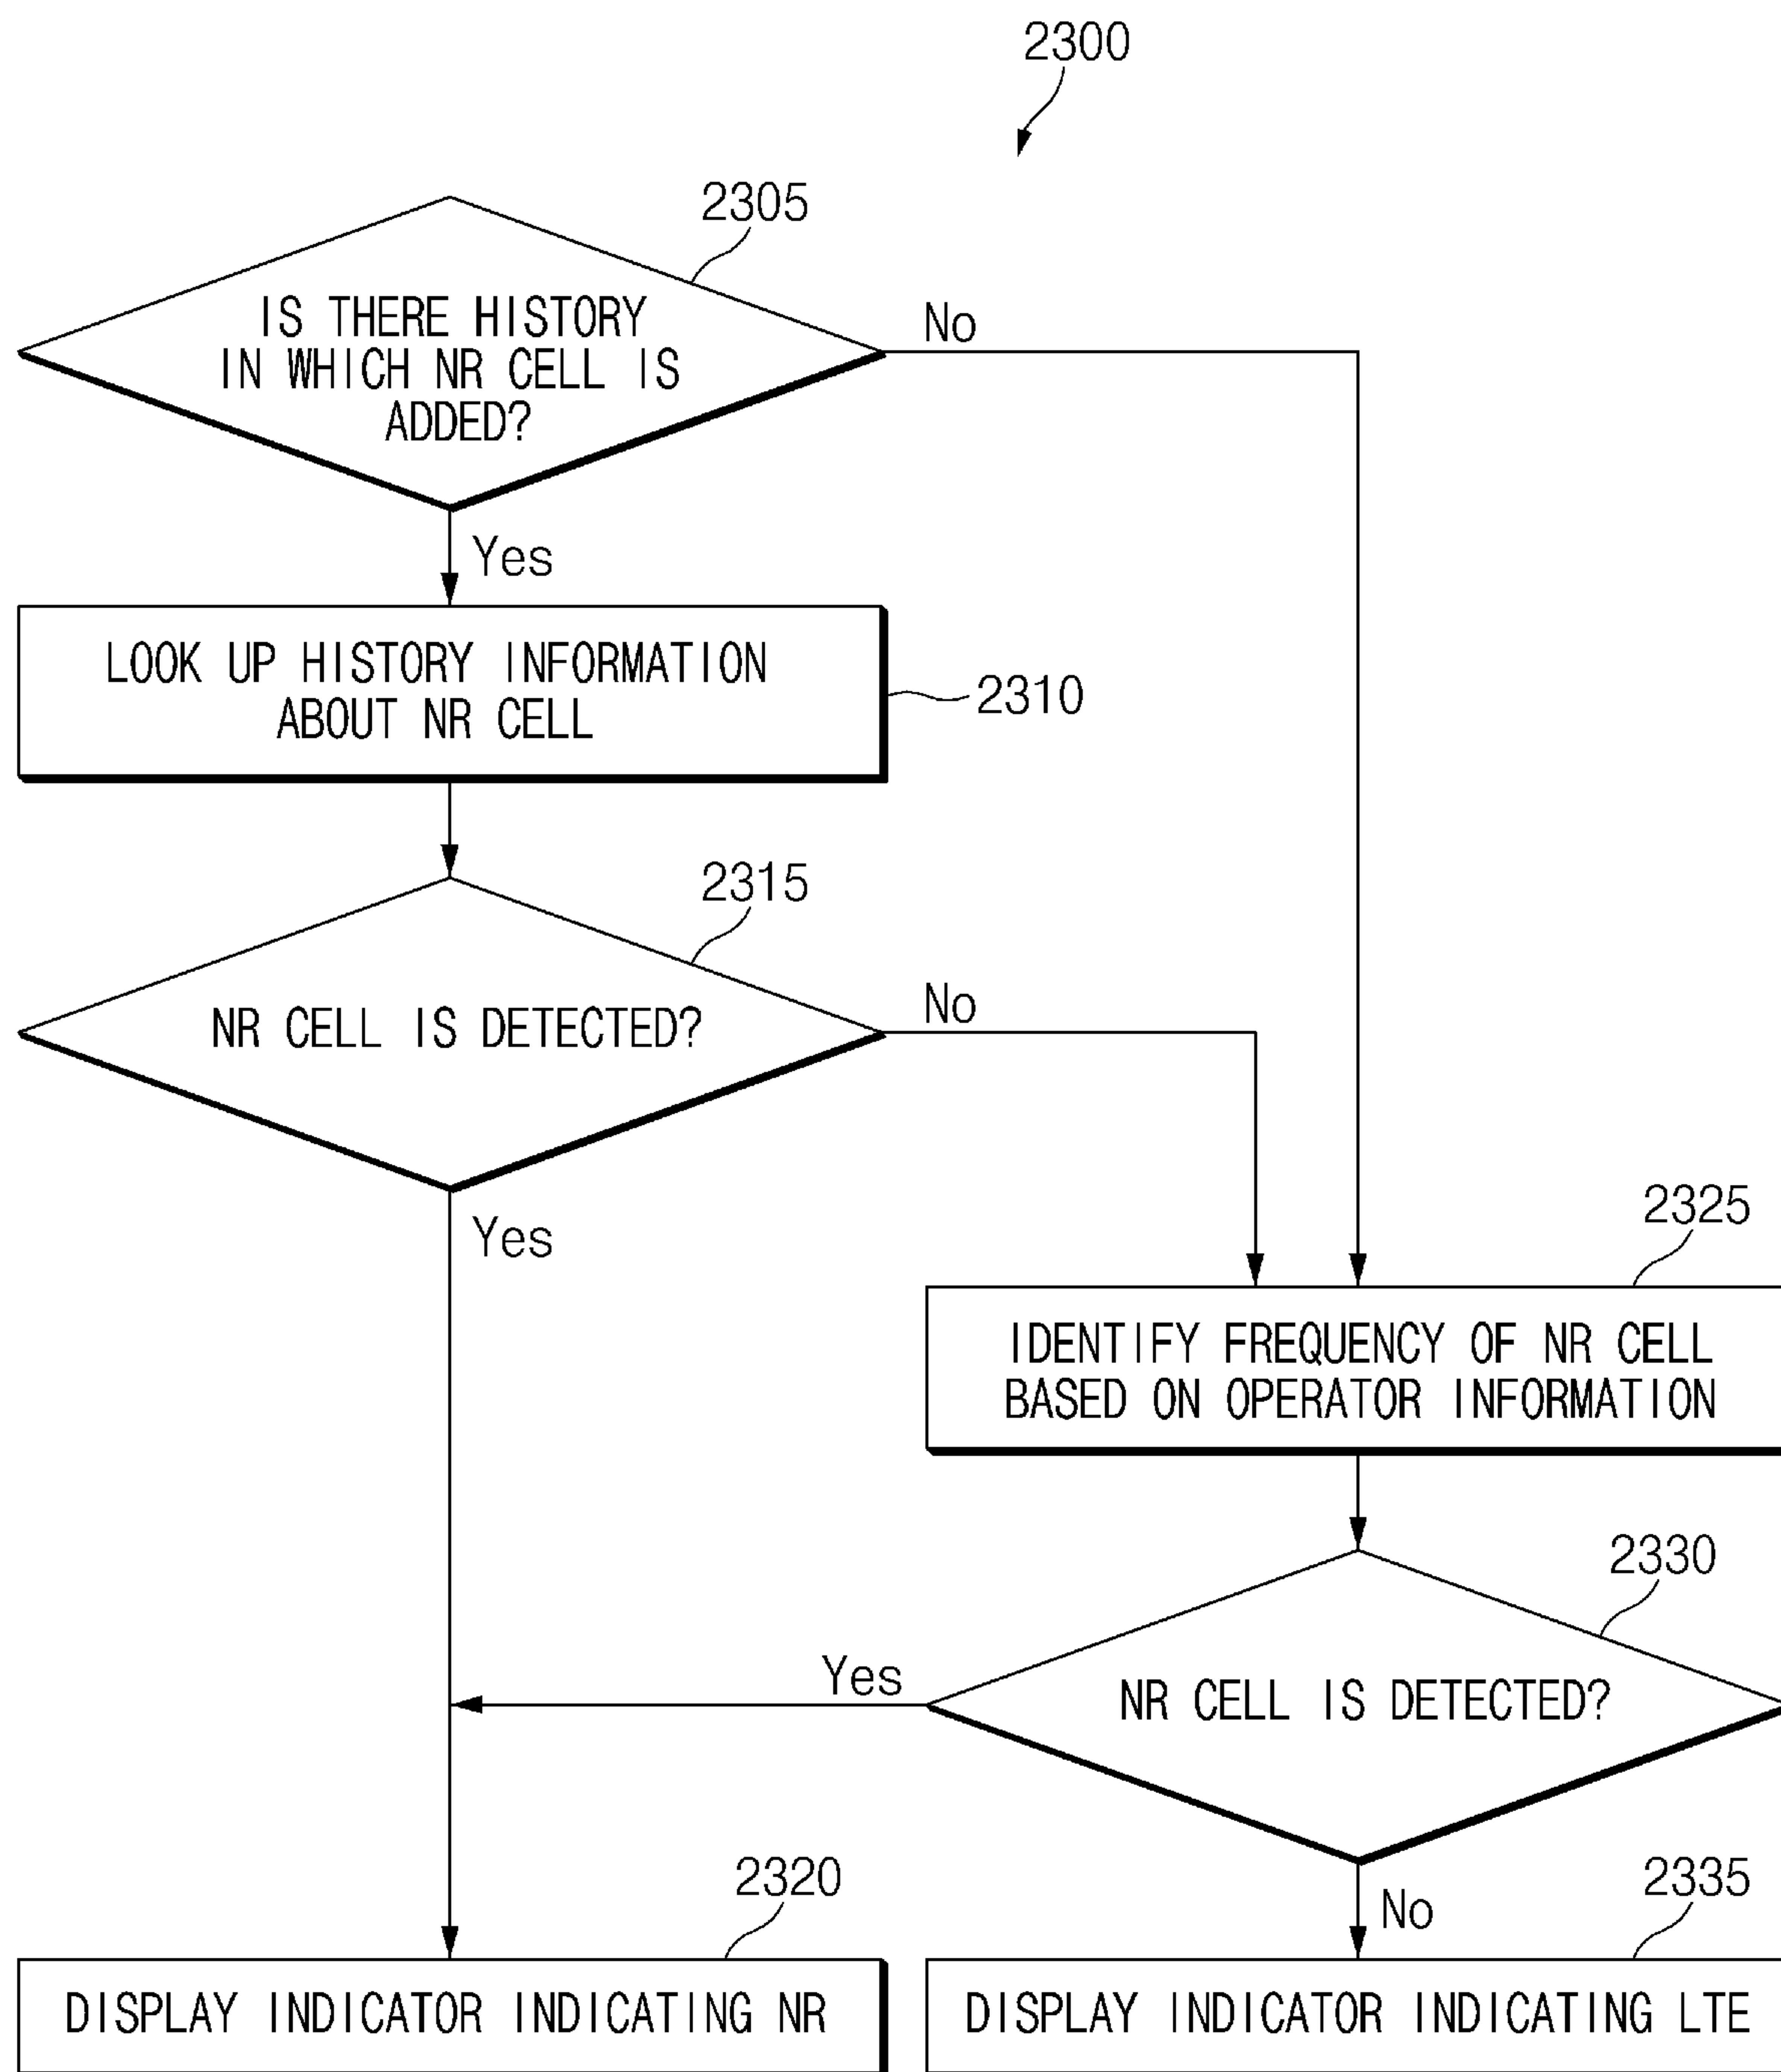 2300
2305
IS THERE HISTORY
IN WHICH NR CELL IS
ADDED?
No
Yes
LOOK UP HISTORY INFORMATION
ABOUT NR CELL
2310
2315
NR CELL IS DETECTED?
No
Yes
2325
IDENTIFY FREQUENCY OF NR CELL
BASED ON OPERATOR INFORMATION
2330
NR CELL IS DETECTED?
Yes
No
2320
DISPLAY INDICATOR INDICATING NR
2335
DISPLAY INDICATOR INDICATING LTE